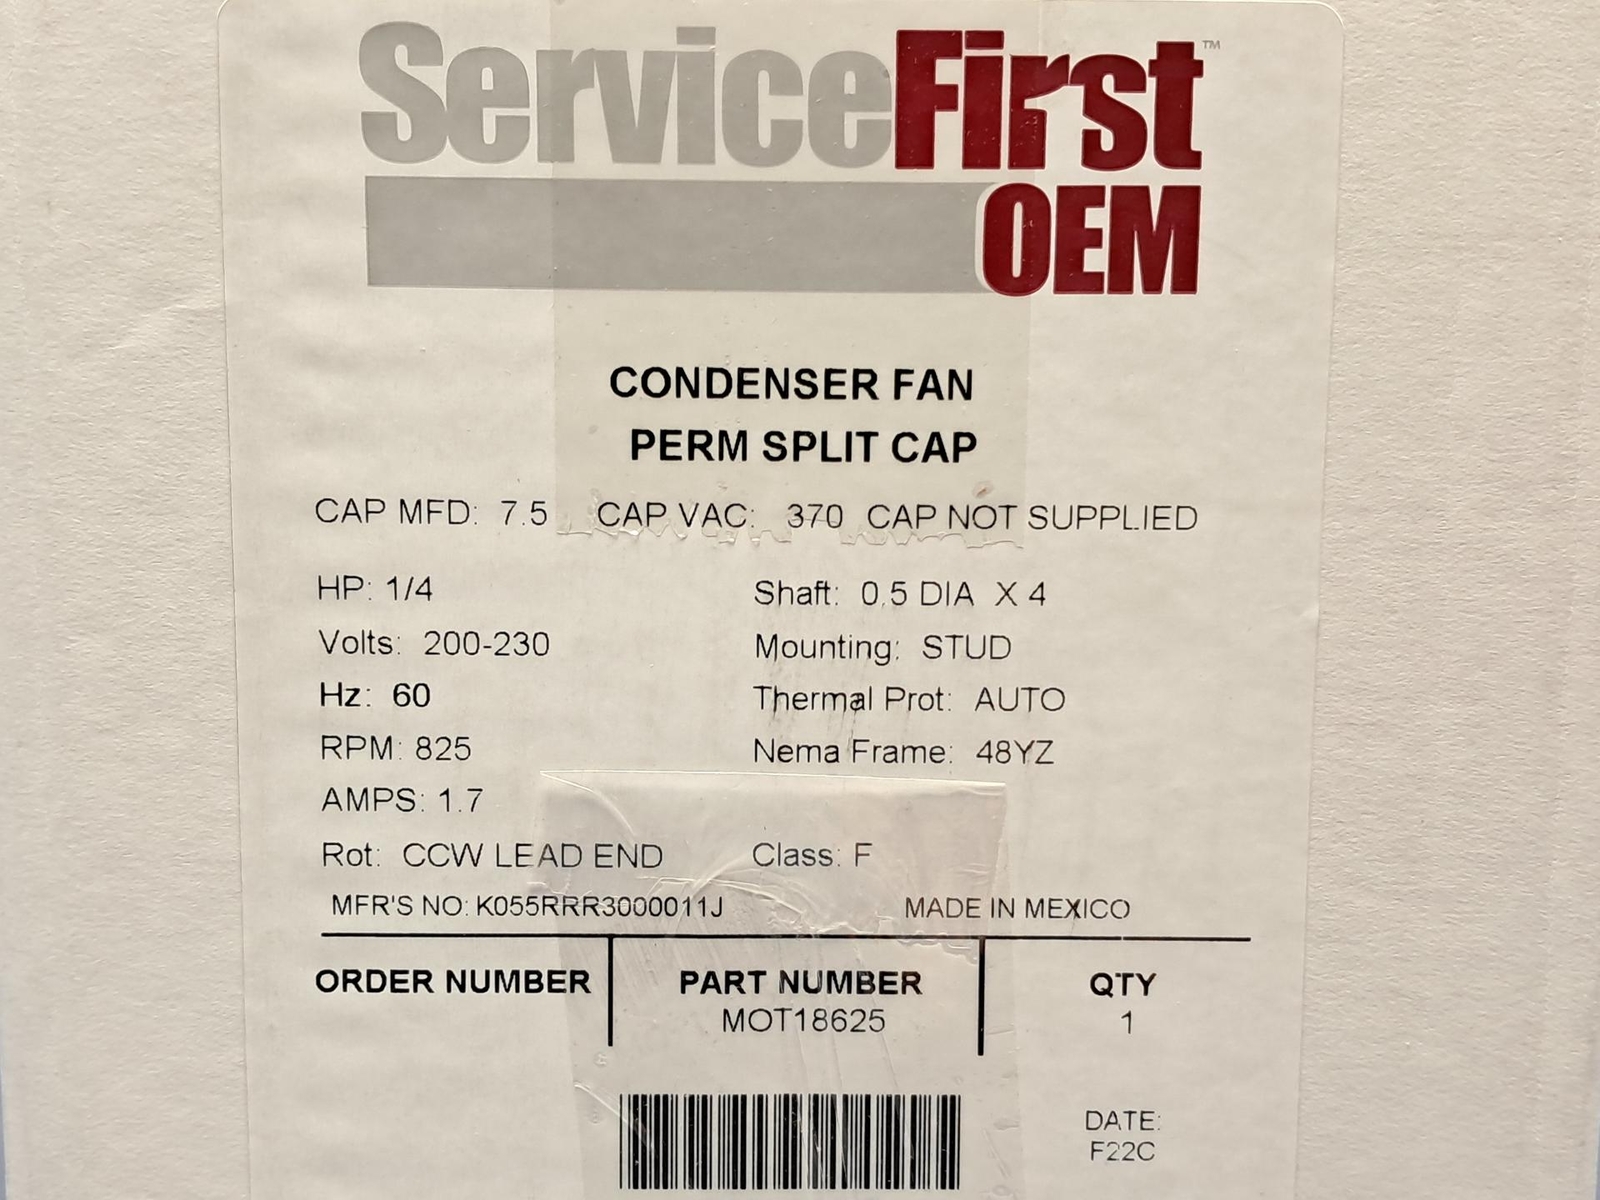 ServiceFirst™
OEM
CONDENSER FAN
PERM SPLIT CAP
CAP MFD: 7.5 CAP VAC: 370 CAP NOT SUPPLIED
HP: 1/4 Shaft: 0.5 DIA X 4
Volts: 200-230 Mounting: STUD
Hz: 60 Thermal Prot: AUTO
RPM: 825 Nema Frame: 48YZ
AMPS: 1.7
Rot: CCW LEAD END Class: F
MFR'S NO: K055RRR3000011J MADE IN MEXICO
ORDER NUMBER PART NUMBER QTY
MOT18625 1
DATE:
F22C